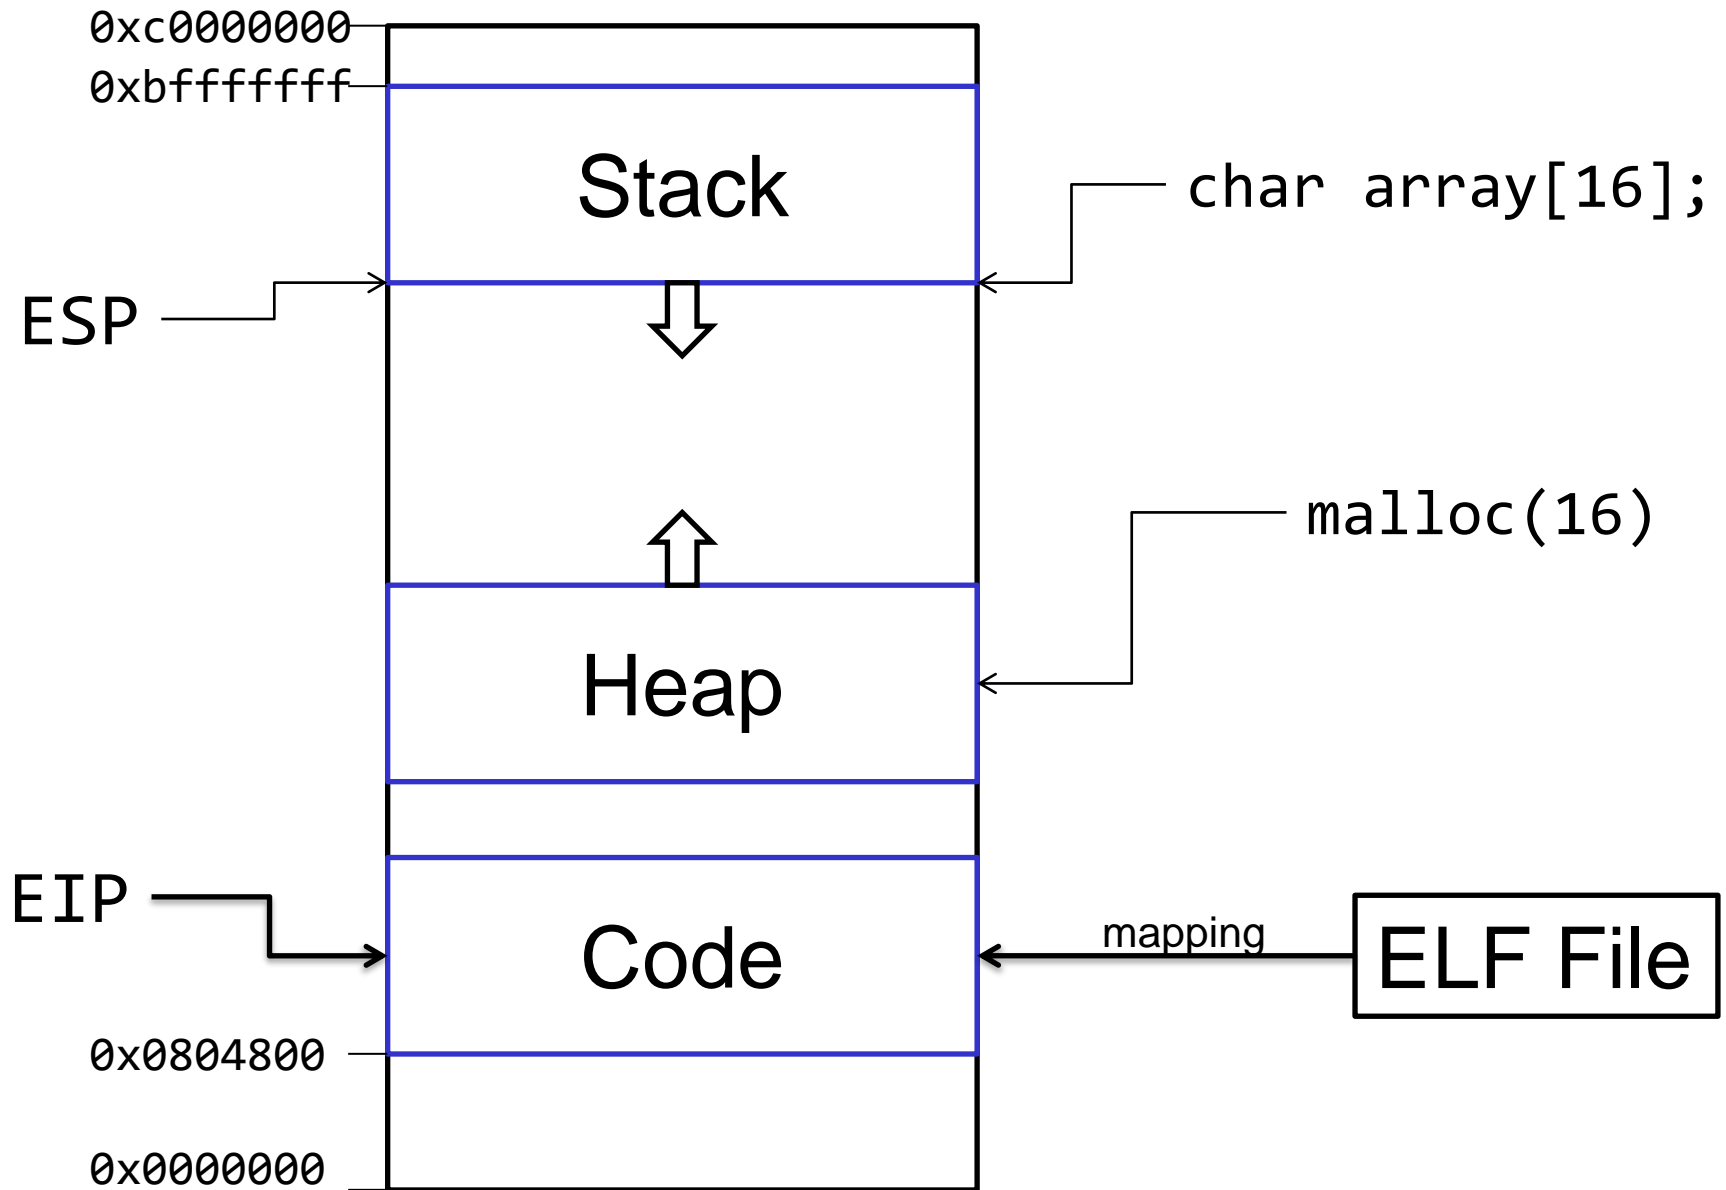 0xc0000000
0xbfffffff
Stack
char array[16];
ESP
malloc(16)
Heap
EIP
Code
mapping
ELF File
0x0804800
0x0000000